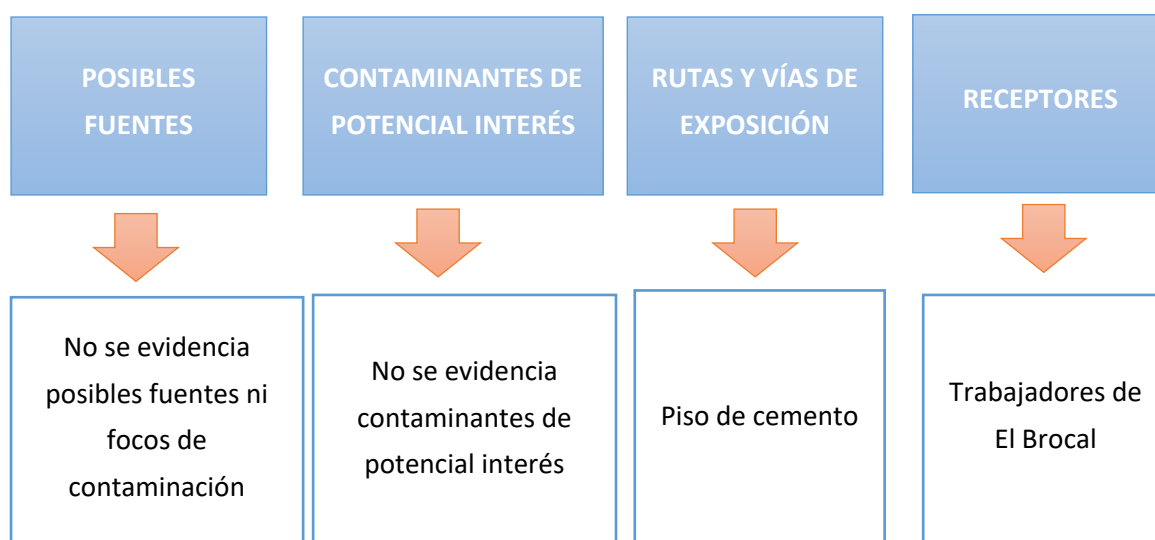 POSIBLES
FUENTES
CONTAMINANTES DE
POTENCIAL INTERÉS
RUTAS Y VÍAS DE
EXPOSICIÓN
RECEPTORES
No se evidencia
posibles fuentes ni
focos de
contaminación
No se evidencia
contaminantes de
potencial interés
Piso de cemento
Trabajadores de
El Brocal